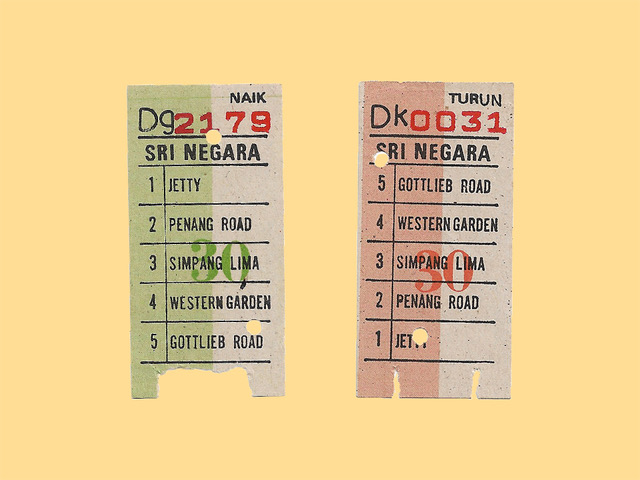 NAIK
Dg2179
SRI NEGARA
1 JETTY
2 PENANG ROAD
3 SIMPANG LIMA
30
4 WESTERN GARDEN
5 GOTTLIEB ROAD
TURUN
Dk0031
SRI NEGARA
5 GOTTLIEB ROAD
4 WESTERN GARDEN
3 SIMPANG LIMA
30
2 PENANG ROAD
1 JETTY